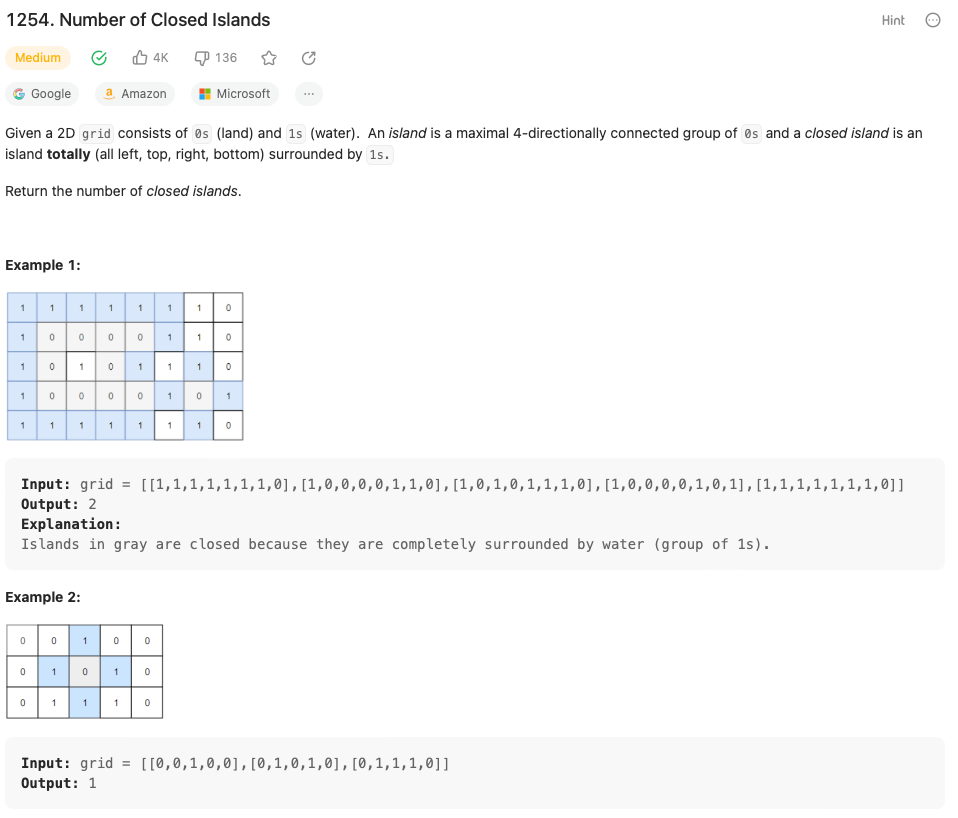 1254. Number of Closed Islands
Hint
Medium
4K
136
Google
Amazon
Microsoft
Given a 2D grid consists of 0s (land) and 1s (water).  An island is a maximal 4-directionally connected group of 0s and a closed island is an
island totally (all left, top, right, bottom) surrounded by 1s.
Return the number of closed islands.
Example 1:
1 1 1 1 1 1 1 0
1 0 0 0 0 1 1 0
1 0 1 0 1 1 1 0
1 0 0 0 0 1 0 1
1 1 1 1 1 1 1 0
Input: grid = [[1,1,1,1,1,1,1,0],[1,0,0,0,0,1,1,0],[1,0,1,0,1,1,1,0],[1,0,0,0,0,1,0,1],[1,1,1,1,1,1,1,0]]
Output: 2
Explanation:
Islands in gray are closed because they are completely surrounded by water (group of 1s).
Example 2:
0 0 1 0 0
0 1 0 1 0
0 1 1 1 0
Input: grid = [[0,0,1,0,0],[0,1,0,1,0],[0,1,1,1,0]]
Output: 1